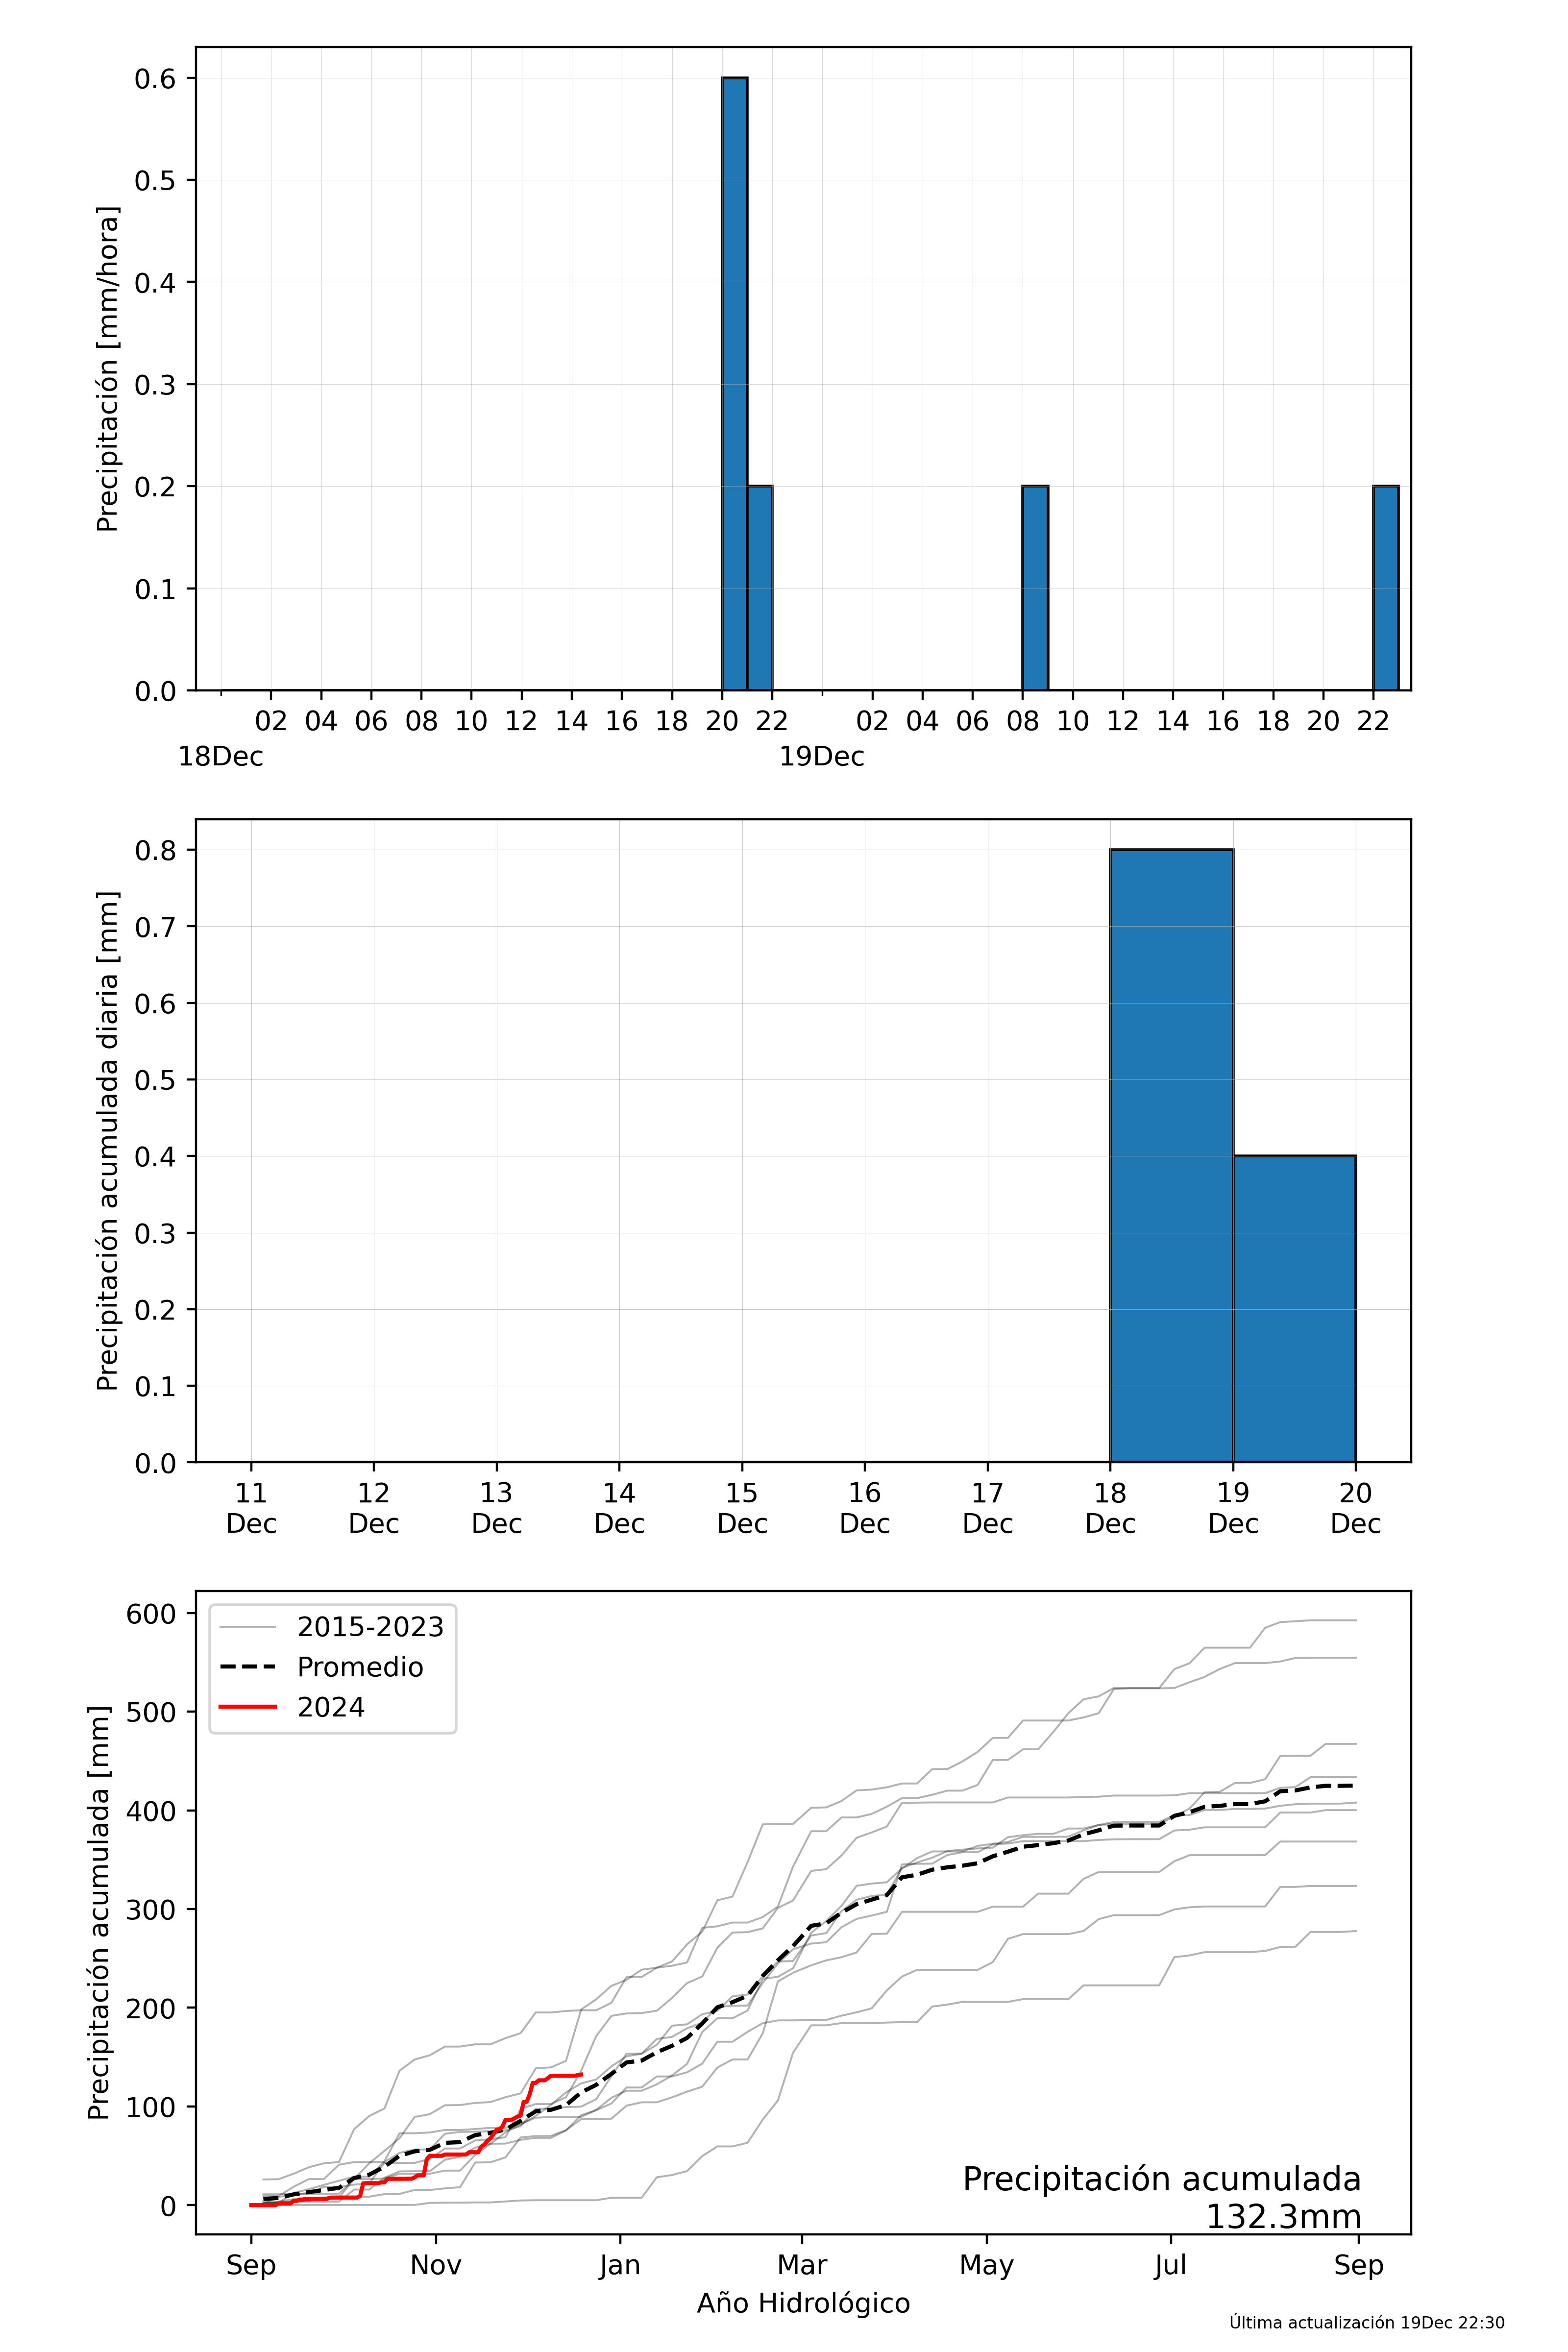 Precipitación [mm/hora]
0.6
0.5
0.4
0.3
0.2
0.1
0.0
02 04 06 08 10 12 14 16 18 20 22 02 04 06 08 10 12 14 16 18 20 22
18Dec 19Dec
Precipitación acumulada diaria [mm]
0.8
0.7
0.6
0.5
0.4
0.3
0.2
0.1
0.0
11 12 13 14 15 16 17 18 19 20
Dec Dec Dec Dec Dec Dec Dec Dec Dec Dec
Precipitación acumulada [mm]
600
500
400
300
200
100
0
2015-2023
Promedio
2024
Precipitación acumulada
132.3mm
Sep Nov Jan Mar May Jul Sep
Año Hidrológico
Última actualización 19Dec 22:30